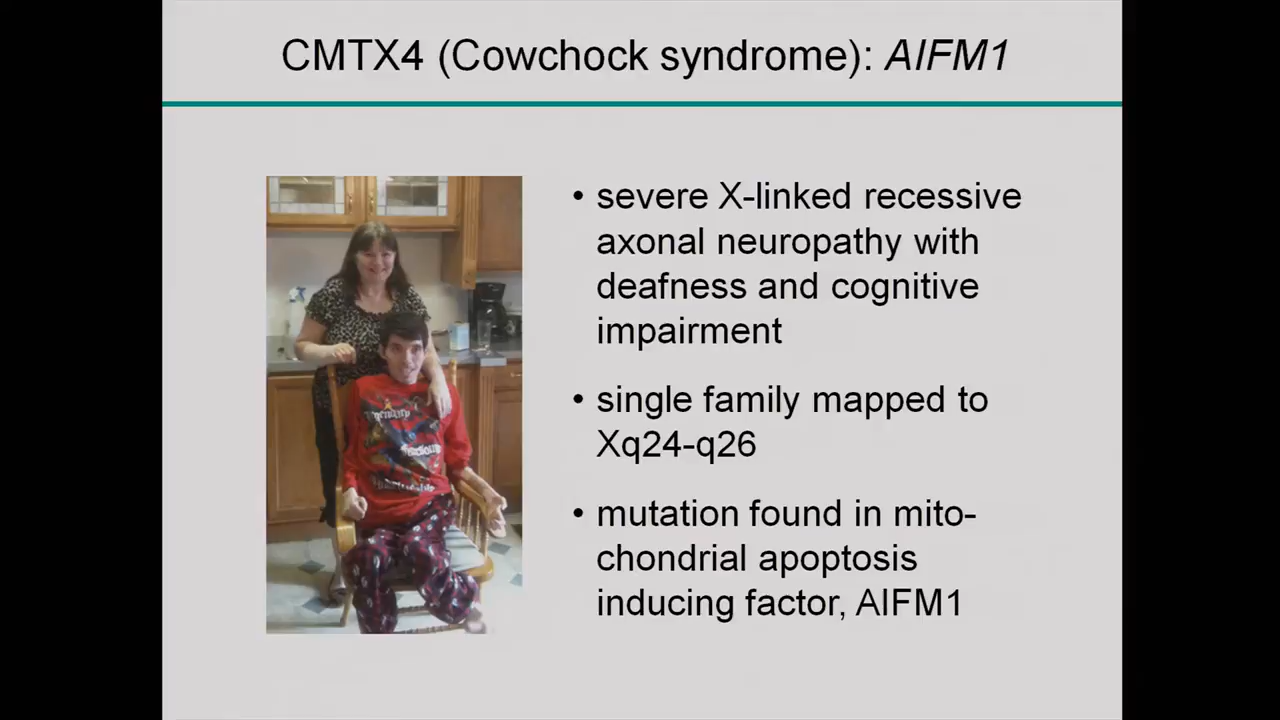 CMTX4 (Cowchock syndrome): AIFM1
• severe X-linked recessive
axonal neuropathy with
deafness and cognitive
impairment
• single family mapped to
Xq24-q26
• mutation found in mito-
chondrial apoptosis
inducing factor, AIFM1